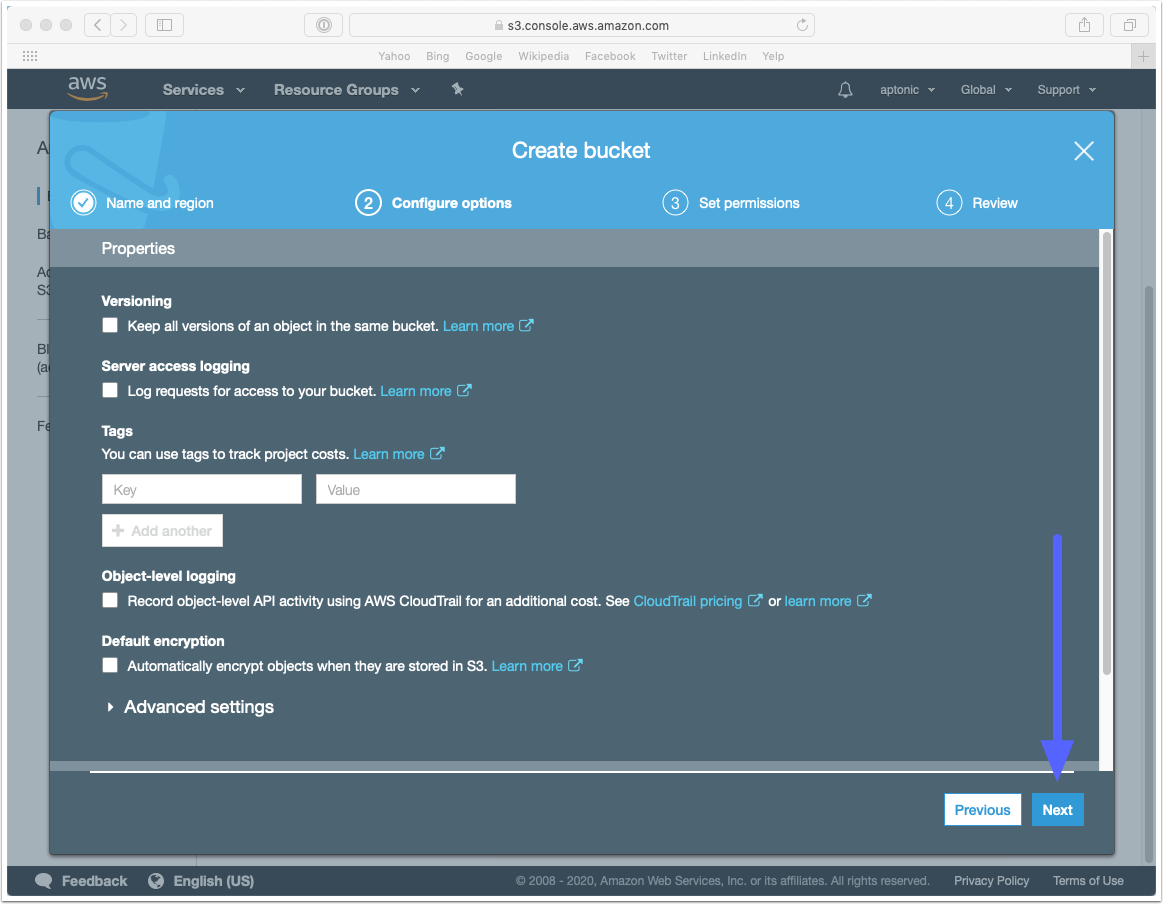 s3.console.aws.amazon.com
Yahoo Bing Google Wikipedia Facebook Twitter LinkedIn Yelp
aws Services Resource Groups aptonic Global Support
Create bucket
Name and region 2 Configure options 3 Set permissions 4 Review
Properties
Versioning
Keep all versions of an object in the same bucket. Learn more
Server access logging
Log requests for access to your bucket. Learn more
Tags
You can use tags to track project costs. Learn more
Key Value
+ Add another
Object-level logging
Record object-level API activity using AWS CloudTrail for an additional cost. See CloudTrail pricing or learn more
Default encryption
Automatically encrypt objects when they are stored in S3. Learn more
Advanced settings
Previous Next
Feedback English (US) © 2008 - 2020, Amazon Web Services, Inc. or its affiliates. All rights reserved. Privacy Policy Terms of Use